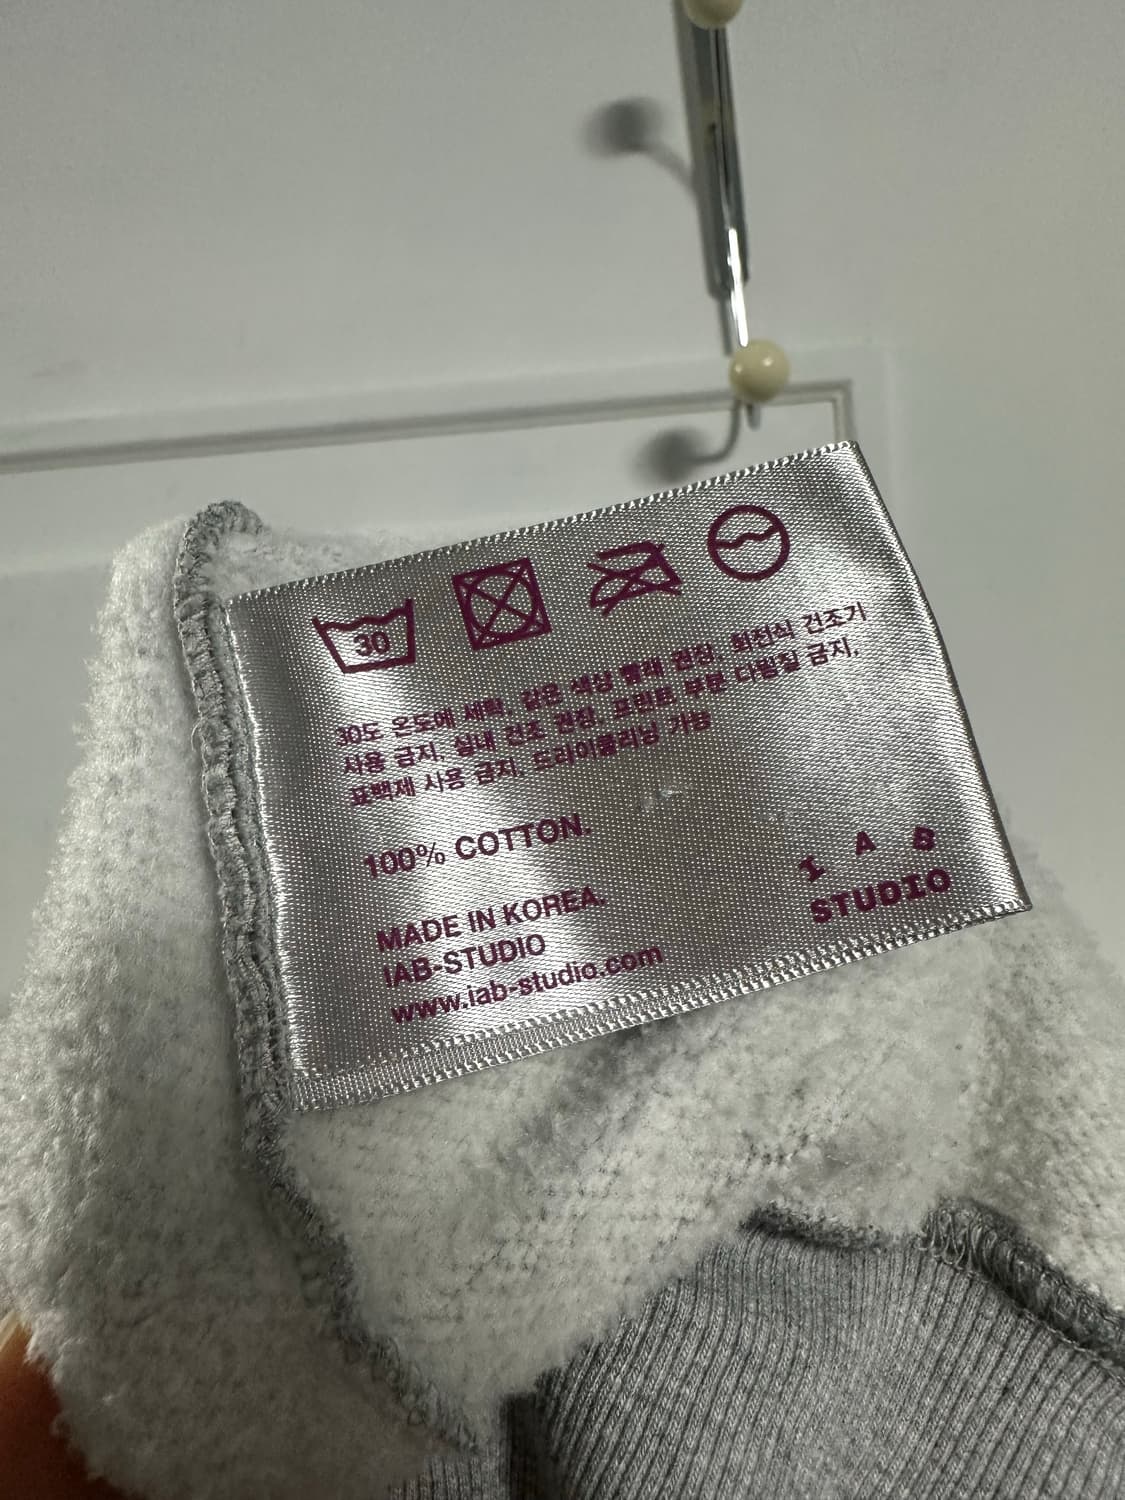 30
30도 온도에 세탁, 같은 색상 빨래 권장, 회전식 건조기
사용 금지, 실내 건조 권장, 프린트 부분 다림질 금지,
표백제 사용 금지, 드라이클리닝 가능
100% COTTON.
MADE IN KOREA.
IAB-STUDIO
www.iab-studio.com
IAB
STUDIO